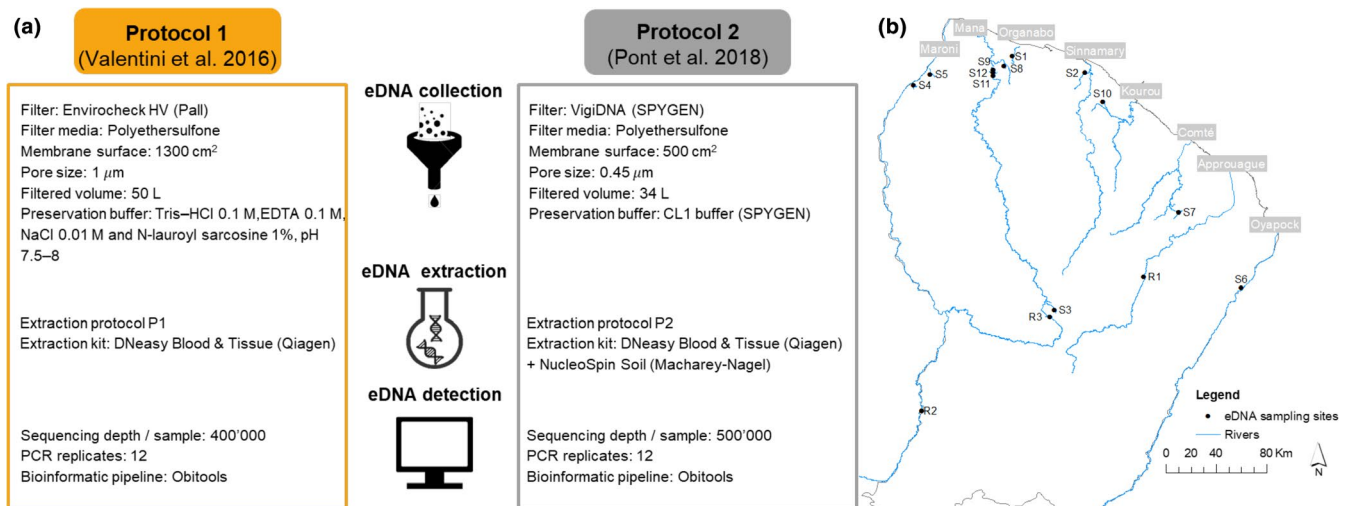 (a)
Protocol 1
(Valentini et al. 2016)
Filter: Envirocheck HV (Pall)
Filter media: Polyethersulfone
Membrane surface: 1300 cm²
Pore size: 1 μm
Filtered volume: 50 L
Preservation buffer: Tris–HCl 0.1 M,EDTA 0.1 M,
NaCl 0.01 M and N-lauroyl sarcosine 1%, pH
7.5–8
Extraction protocol P1
Extraction kit: DNeasy Blood & Tissue (Qiagen)
Sequencing depth / sample: 400'000
PCR replicates: 12
Bioinformatic pipeline: Obitools
eDNA collection
eDNA extraction
eDNA detection
Protocol 2
(Pont et al. 2018)
Filter: VigiDNA (SPYGEN)
Filter media: Polyethersulfone
Membrane surface: 500 cm²
Pore size: 0.45 μm
Filtered volume: 34 L
Preservation buffer: CL1 buffer (SPYGEN)
Extraction protocol P2
Extraction kit: DNeasy Blood & Tissue (Qiagen)
+ NucleoSpin Soil (Macharey-Nagel)
Sequencing depth / sample: 500'000
PCR replicates: 12
Bioinformatic pipeline: Obitools
(b)
Mana
Organabo
Maroni
Sinnamary
S9
S1
S8
S12
S11
S5
S4
S2
S10
Kourou
Comté
Approuague
S7
Oyapock
R1
S6
S3
R3
R2
Legend
eDNA sampling sites
Rivers
0 20 40 80 Km
N